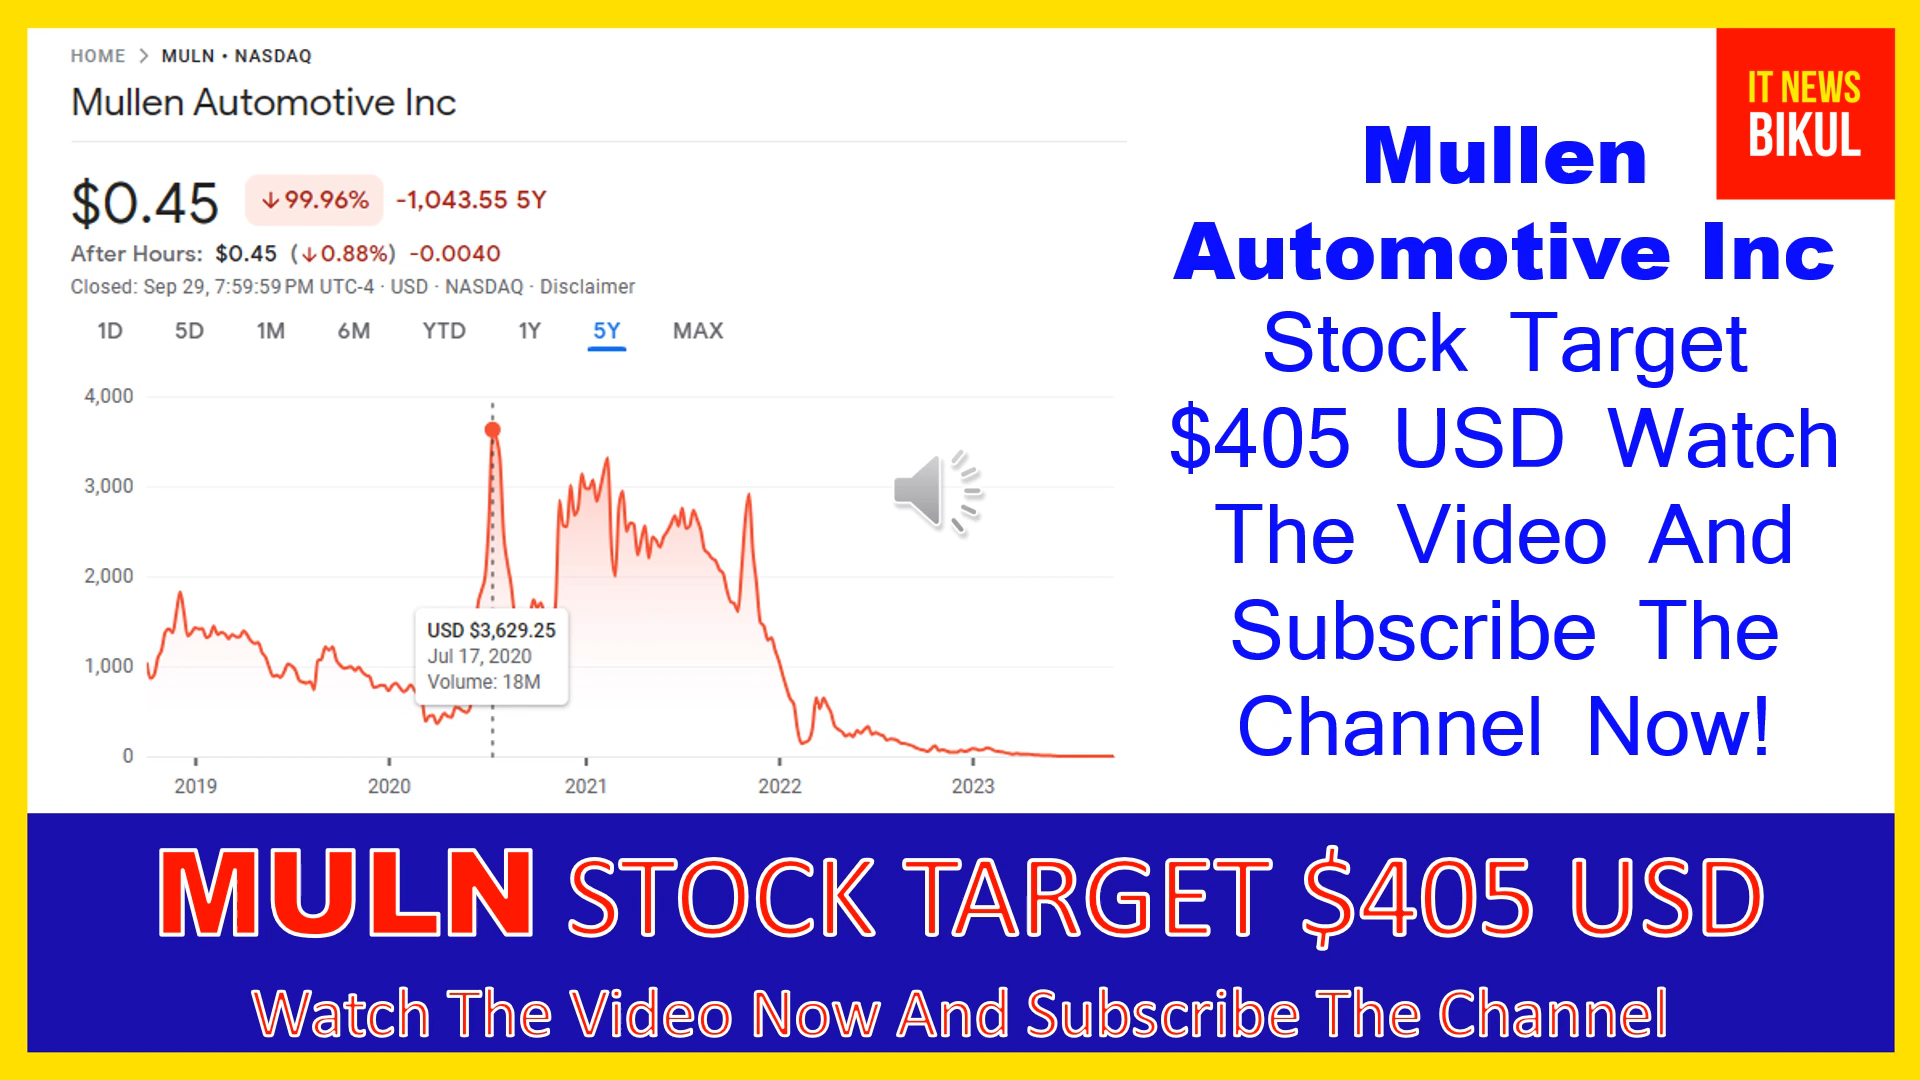 HOME > MULN • NASDAQ
Mullen Automotive Inc
$0.45 ↓99.96% -1,043.55 5Y
After Hours: $0.45 (↓0.88%) -0.0040
Closed: Sep 29, 7:59:59 PM UTC-4 · USD · NASDAQ · Disclaimer
1D 5D 1M 6M YTD 1Y 5Y MAX
4,000
3,000
2,000
1,000
0
USD $3,629.25
Jul 17, 2020
Volume: 18M
2019 2020 2021 2022 2023
IT NEWS
BIKUL
Mullen
Automotive Inc
Stock Target
$405 USD Watch
The Video And
Subscribe The
Channel Now!
MULN STOCK TARGET $405 USD
Watch The Video Now And Subscribe The Channel